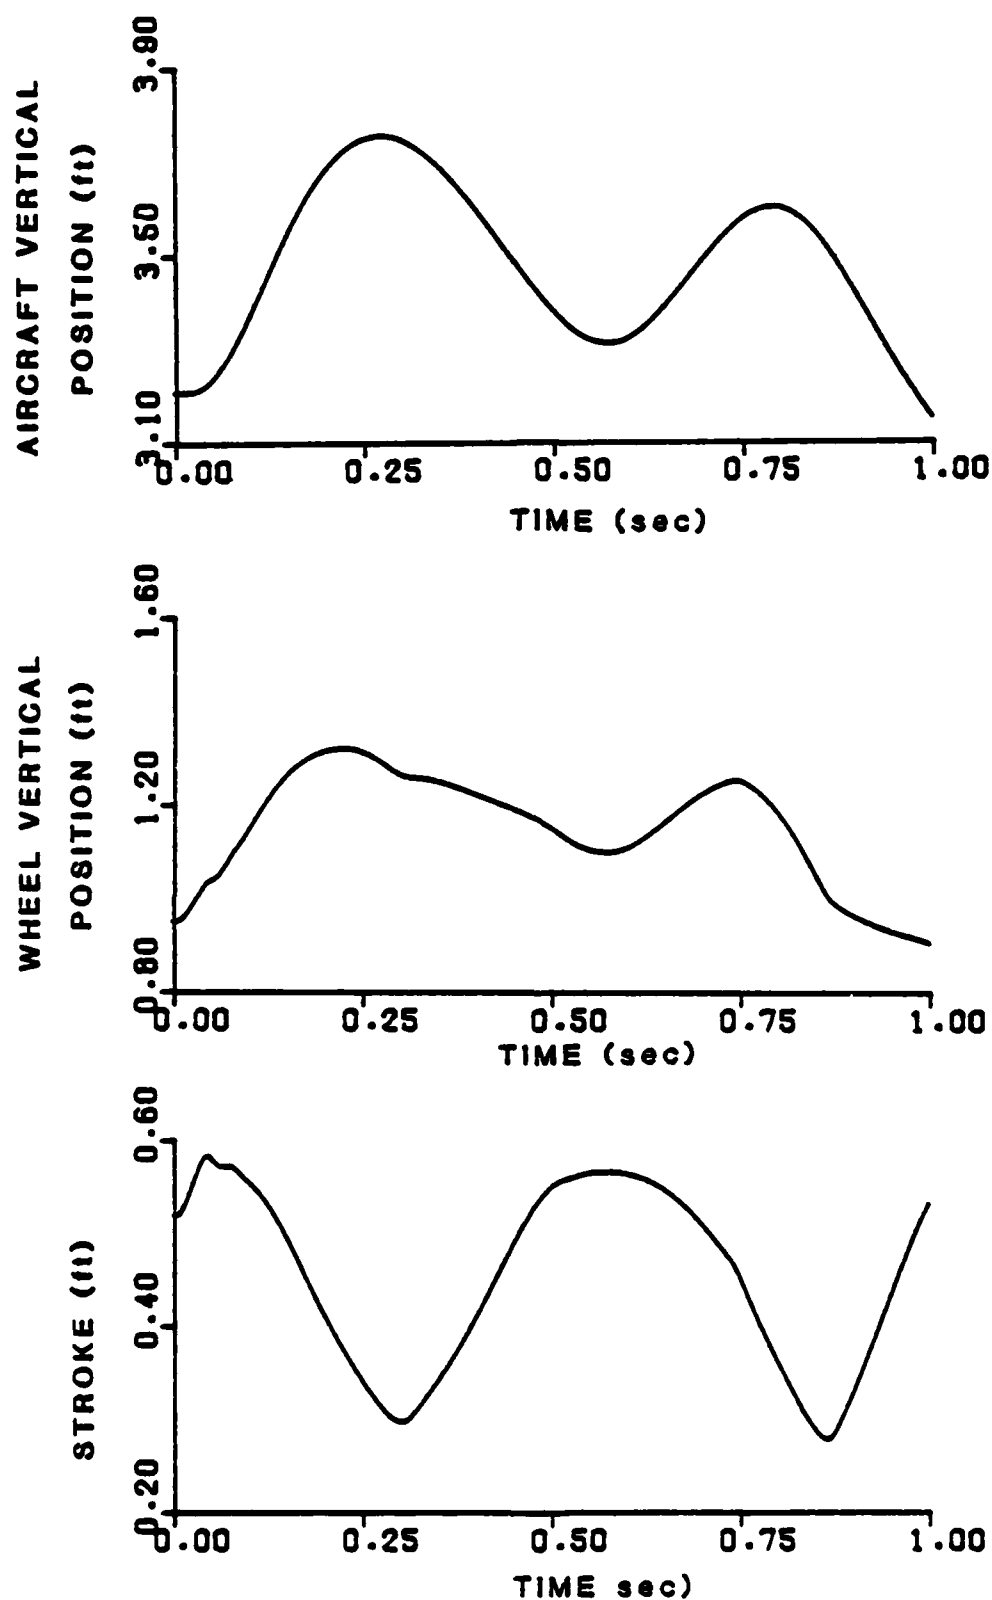 AIRCRAFT VERTICAL
POSITION (ft)
3.90
3.50
3.10
0.00 0.25 0.50 0.75 1.00
TIME (sec)
WHEEL VERTICAL
POSITION (ft)
1.60
1.20
0.80
0.00 0.25 0.50 0.75 1.00
TIME (sec)
STROKE (ft)
0.60
0.40
0.20
0.00 0.25 0.50 0.75 1.00
TIME sec)